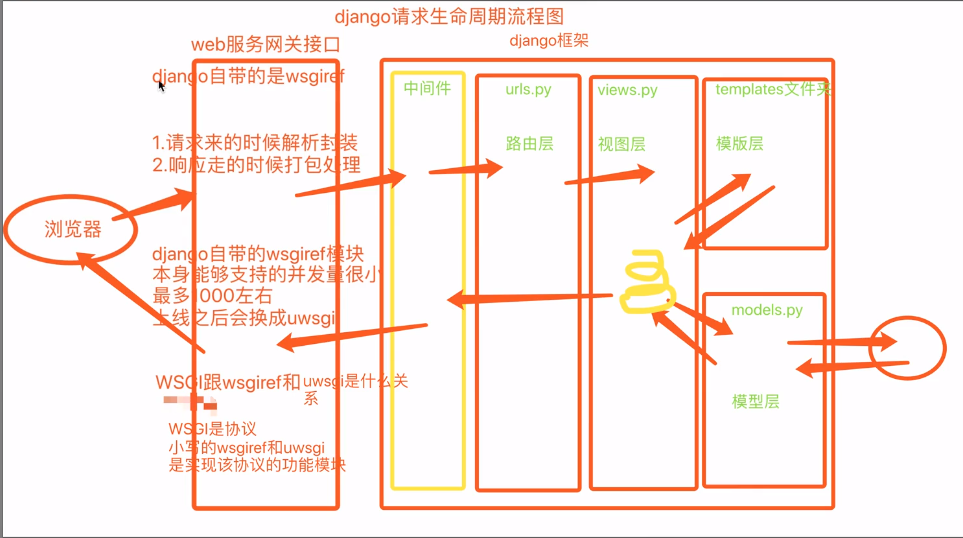 django请求生命周期流程图
web服务网关接口
django框架
django自带的是wsgiref
中间件
urls.py
views.py
templates文件夹
1.请求来的时候解析封装
2.响应走的时候打包处理
路由层
视图层
模版层
浏览器
django自带的wsgiref模块
本身能够支持的并发量很小
最多1000左右
上线之后会换成uwsgi
models.py
模型层
WSGI跟wsgiref和uwsgi是什么关
系
WSGI是协议
小写的wsgiref和uwsgi
是实现该协议的功能模块